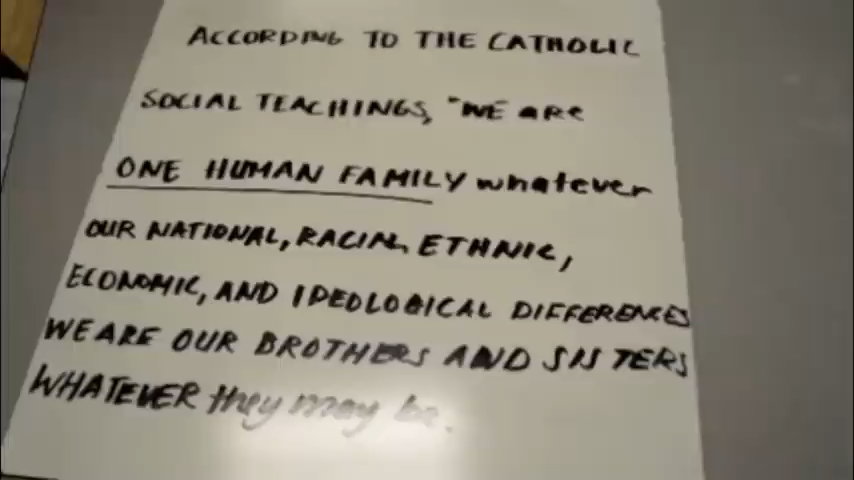 ACCORDING TO THE CATHOLIC
SOCIAL TEACHINGS, "WE ARE
ONE HUMAN FAMILY whatever
OUR NATIONAL, RACIAL, ETHNIC,
ECONOMIC, AND IDEOLOGICAL DIFFERENCES
WE ARE OUR BROTHERS AND SISTERS
WHATEVER they may be.